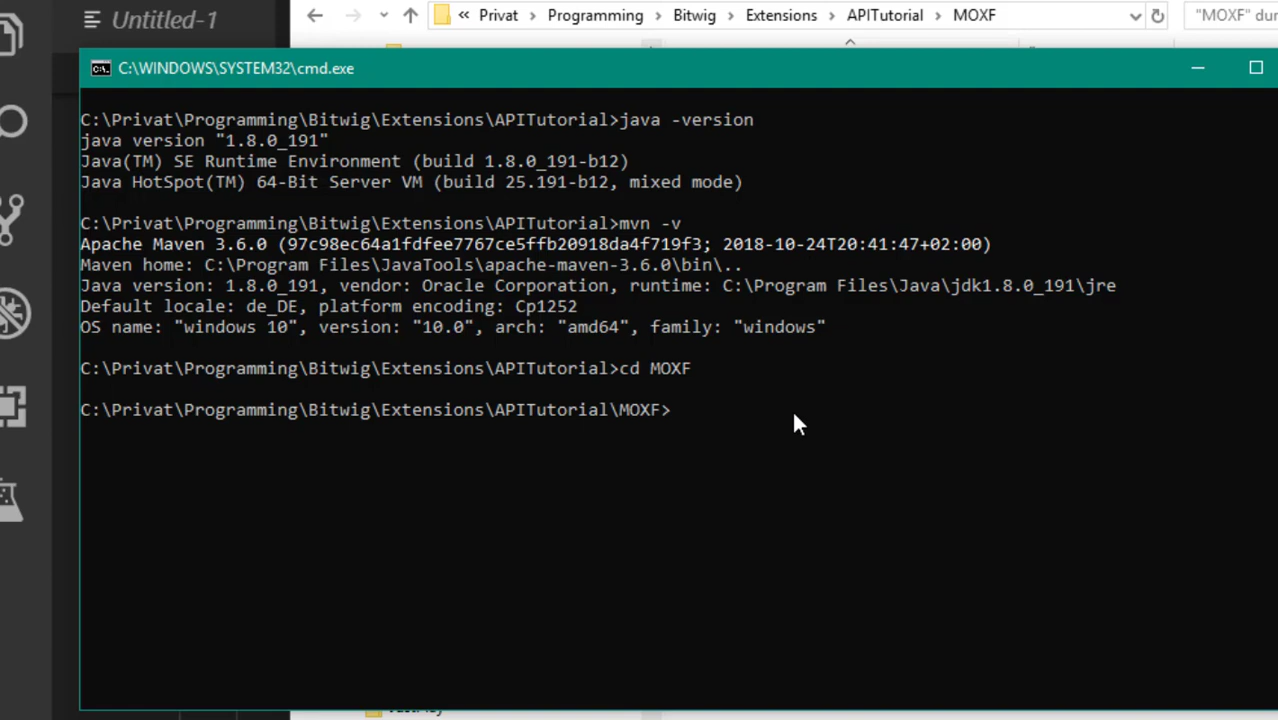 Untitled-1
« Privat › Programming › Bitwig › Extensions › APITutorial › MOXF
"MOXF"
C:\WINDOWS\SYSTEM32\cmd.exe
C:\Privat\Programming\Bitwig\Extensions\APITutorial>java -version
java version "1.8.0_191"
Java(TM) SE Runtime Environment (build 1.8.0_191-b12)
Java HotSpot(TM) 64-Bit Server VM (build 25.191-b12, mixed mode)
C:\Privat\Programming\Bitwig\Extensions\APITutorial>mvn -v
Apache Maven 3.6.0 (97c98ec64a1fdfee7767ce5ffb20918da4f719f3; 2018-10-24T20:41:47+02:00)
Maven home: C:\Program Files\JavaTools\apache-maven-3.6.0\bin\..
Java version: 1.8.0_191, vendor: Oracle Corporation, runtime: C:\Program Files\Java\jdk1.8.0_191\jre
Default locale: de_DE, platform encoding: Cp1252
OS name: "windows 10", version: "10.0", arch: "amd64", family: "windows"
C:\Privat\Programming\Bitwig\Extensions\APITutorial>cd MOXF
C:\Privat\Programming\Bitwig\Extensions\APITutorial\MOXF>